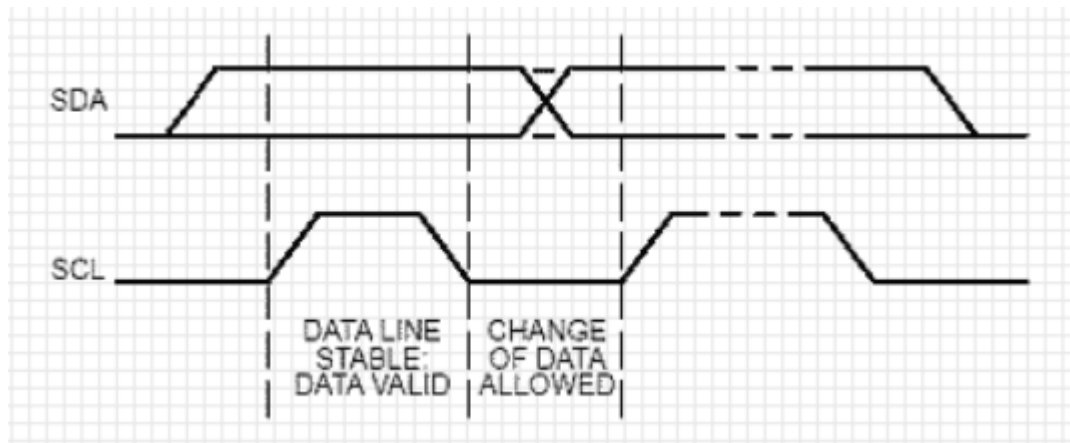 SDA
SCL
DATA LINE
STABLE:
DATA VALID
CHANGE
OF DATA
ALLOWED